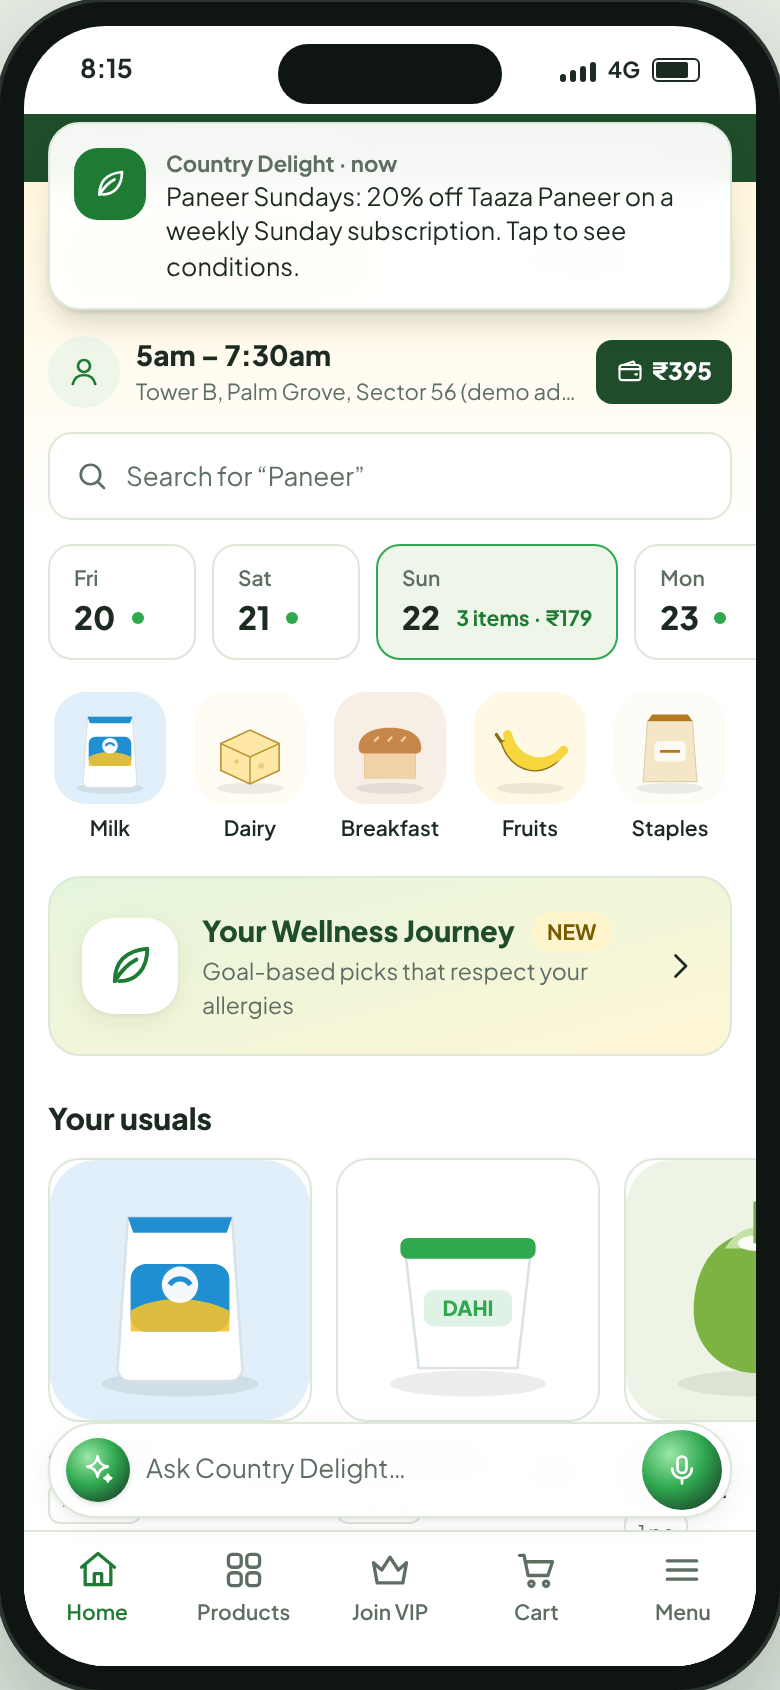 8:15
4G
Country Delight · now
Paneer Sundays: 20% off Taaza Paneer on a
weekly Sunday subscription. Tap to see
conditions.
5am – 7:30am
Tower B, Palm Grove, Sector 56 (demo ad...
₹395
Search for “Paneer”
Fri
20
Sat
21
Sun
22 3 items · ₹179
Mon
23
Milk
Dairy
Breakfast
Fruits
Staples
Your Wellness Journey NEW
Goal-based picks that respect your
allergies
Your usuals
DAHI
Ask Country Delight...
Home
Products
Join VIP
Cart
Menu